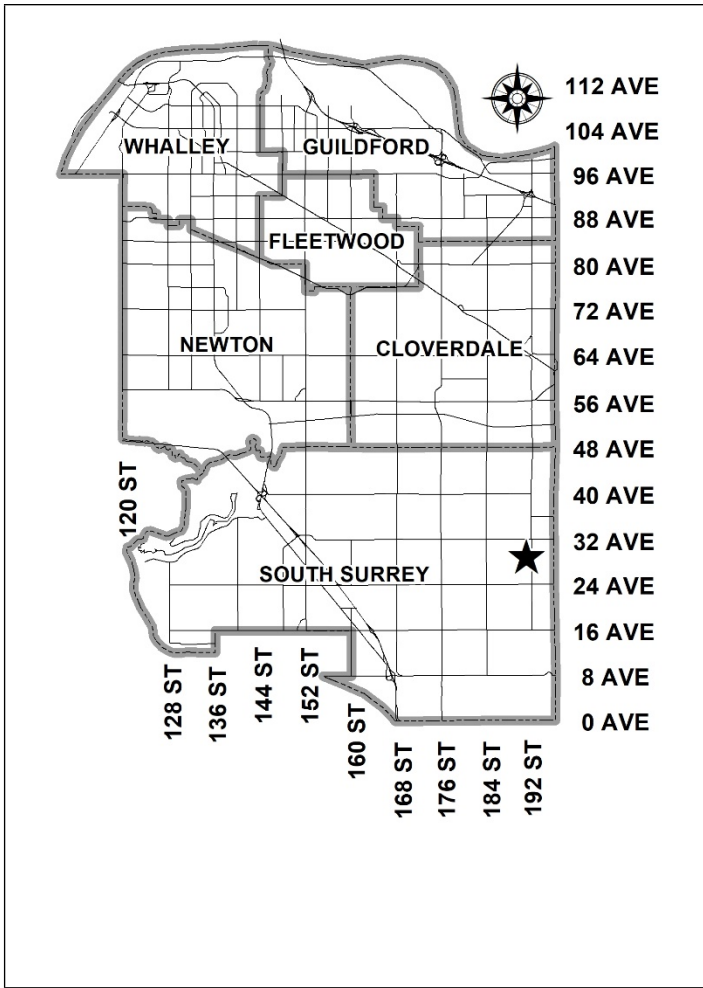 112 AVE
104 AVE
WHALLEY
GUILDFORD
96 AVE
88 AVE
FLEETWOOD
80 AVE
72 AVE
NEWTON
CLOVERDALE
64 AVE
56 AVE
48 AVE
120 ST
40 AVE
32 AVE
SOUTH SURREY
24 AVE
16 AVE
8 AVE
0 AVE
128 ST
136 ST
144 ST
152 ST
160 ST
168 ST
176 ST
184 ST
192 ST